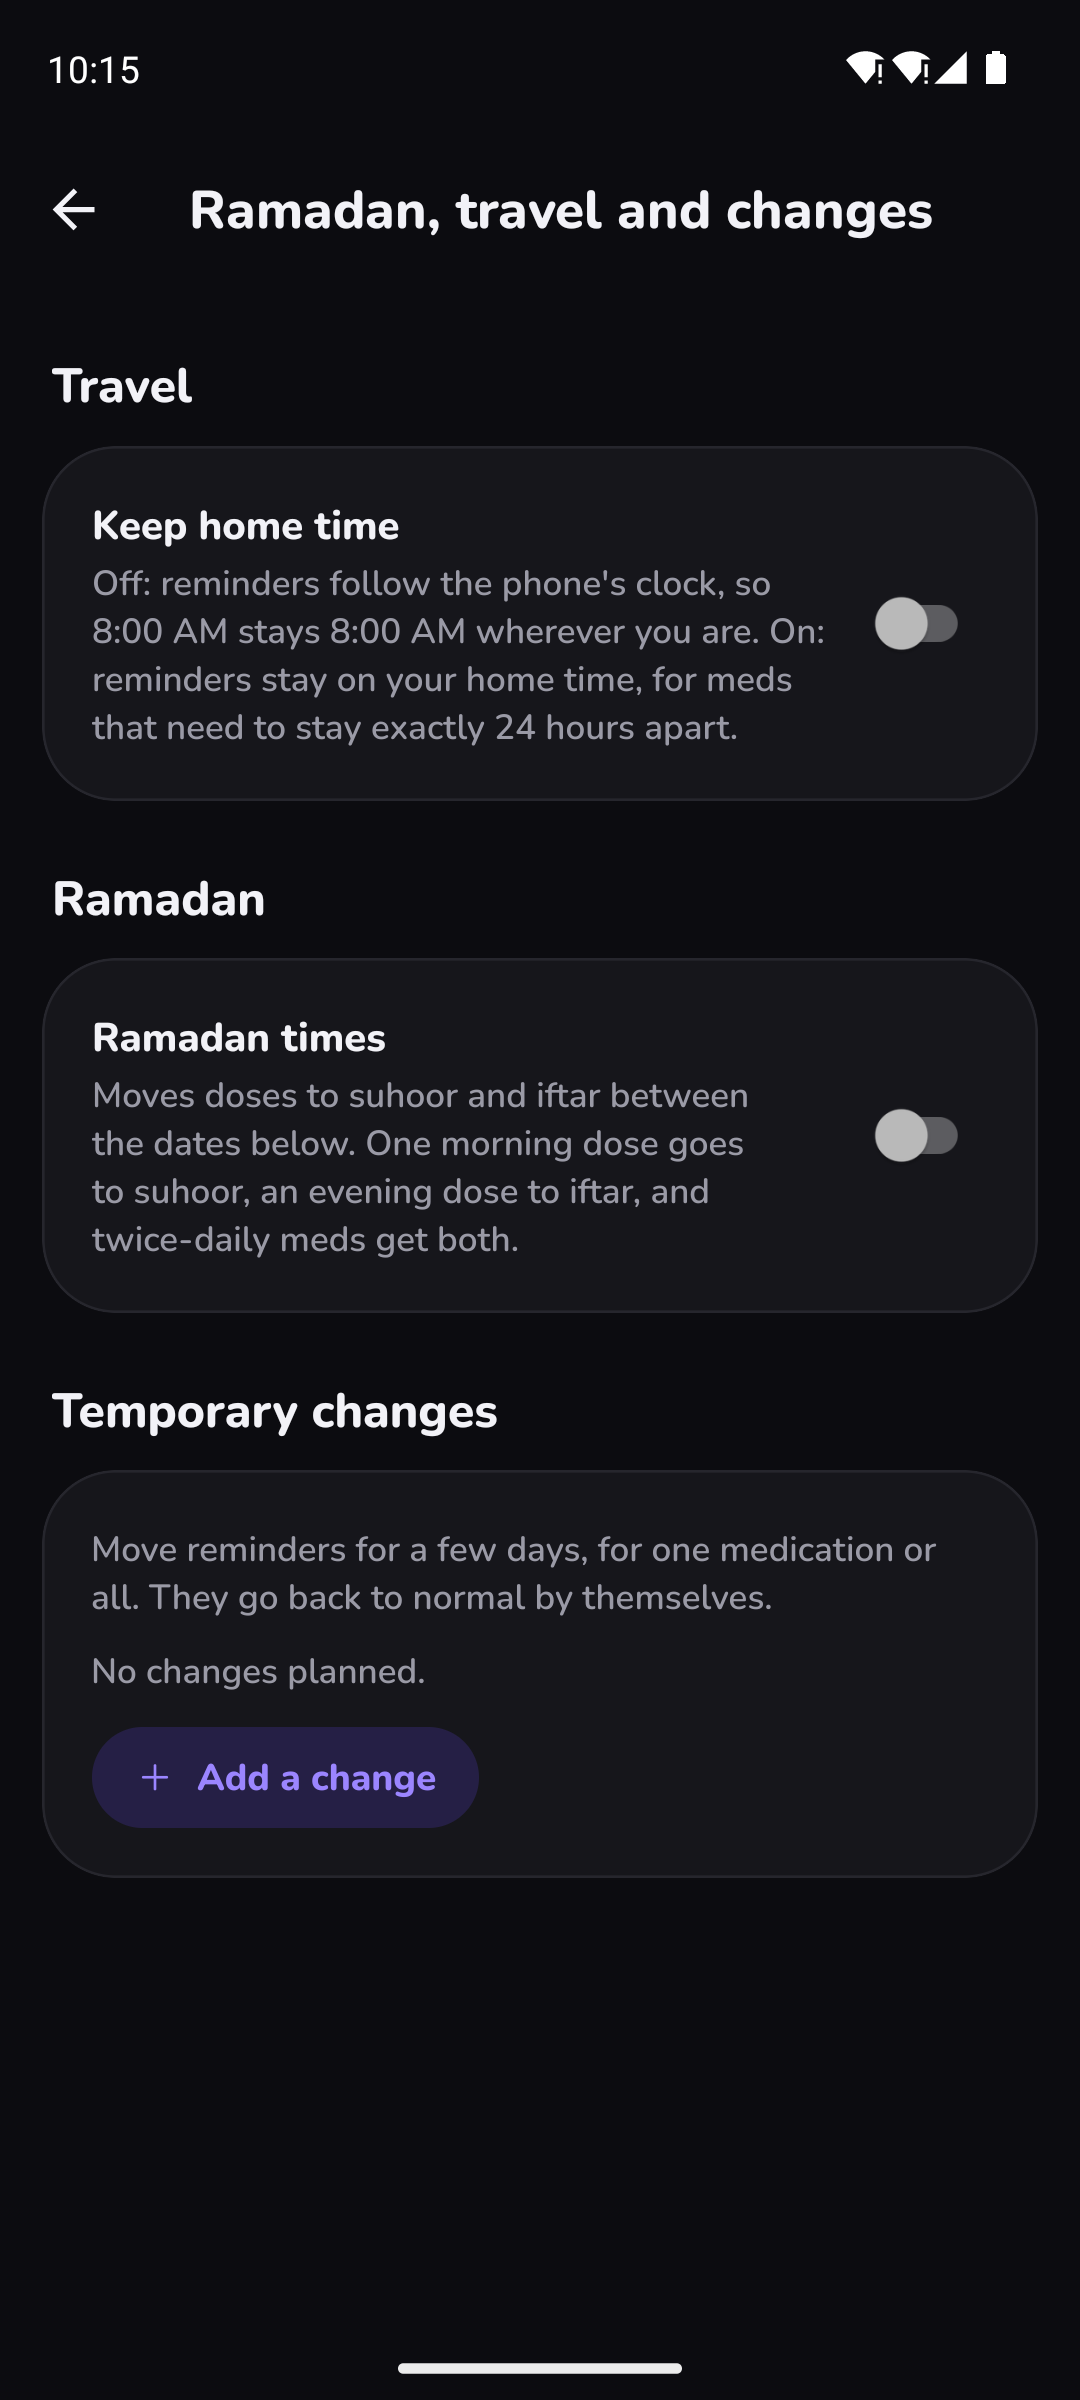 10:15
Ramadan, travel and changes
Travel
Keep home time
Off: reminders follow the phone's clock, so
8:00 AM stays 8:00 AM wherever you are. On:
reminders stay on your home time, for meds
that need to stay exactly 24 hours apart.
Ramadan
Ramadan times
Moves doses to suhoor and iftar between
the dates below. One morning dose goes
to suhoor, an evening dose to iftar, and
twice-daily meds get both.
Temporary changes
Move reminders for a few days, for one medication or
all. They go back to normal by themselves.
No changes planned.
+ Add a change